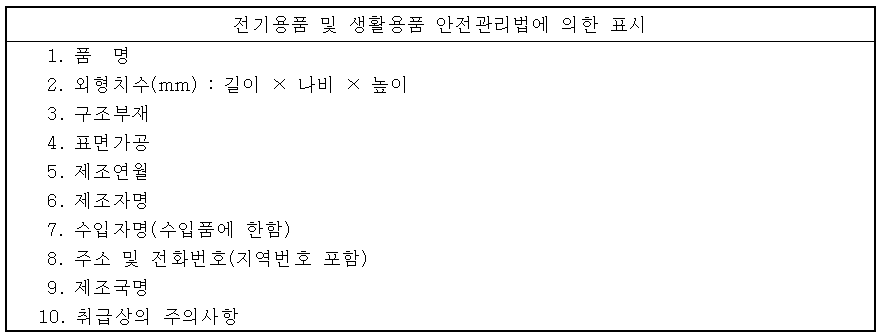 전기용품 및 생활용품 안전관리법에 의한 표시
1. 품 명
2. 외형치수(mm) : 길이 × 나비 × 높이
3. 구조부재
4. 표면가공
5. 제조연월
6. 제조자명
7. 수입자명(수입품에 한함)
8. 주소 및 전화번호(지역번호 포함)
9. 제조국명
10. 취급상의 주의사항